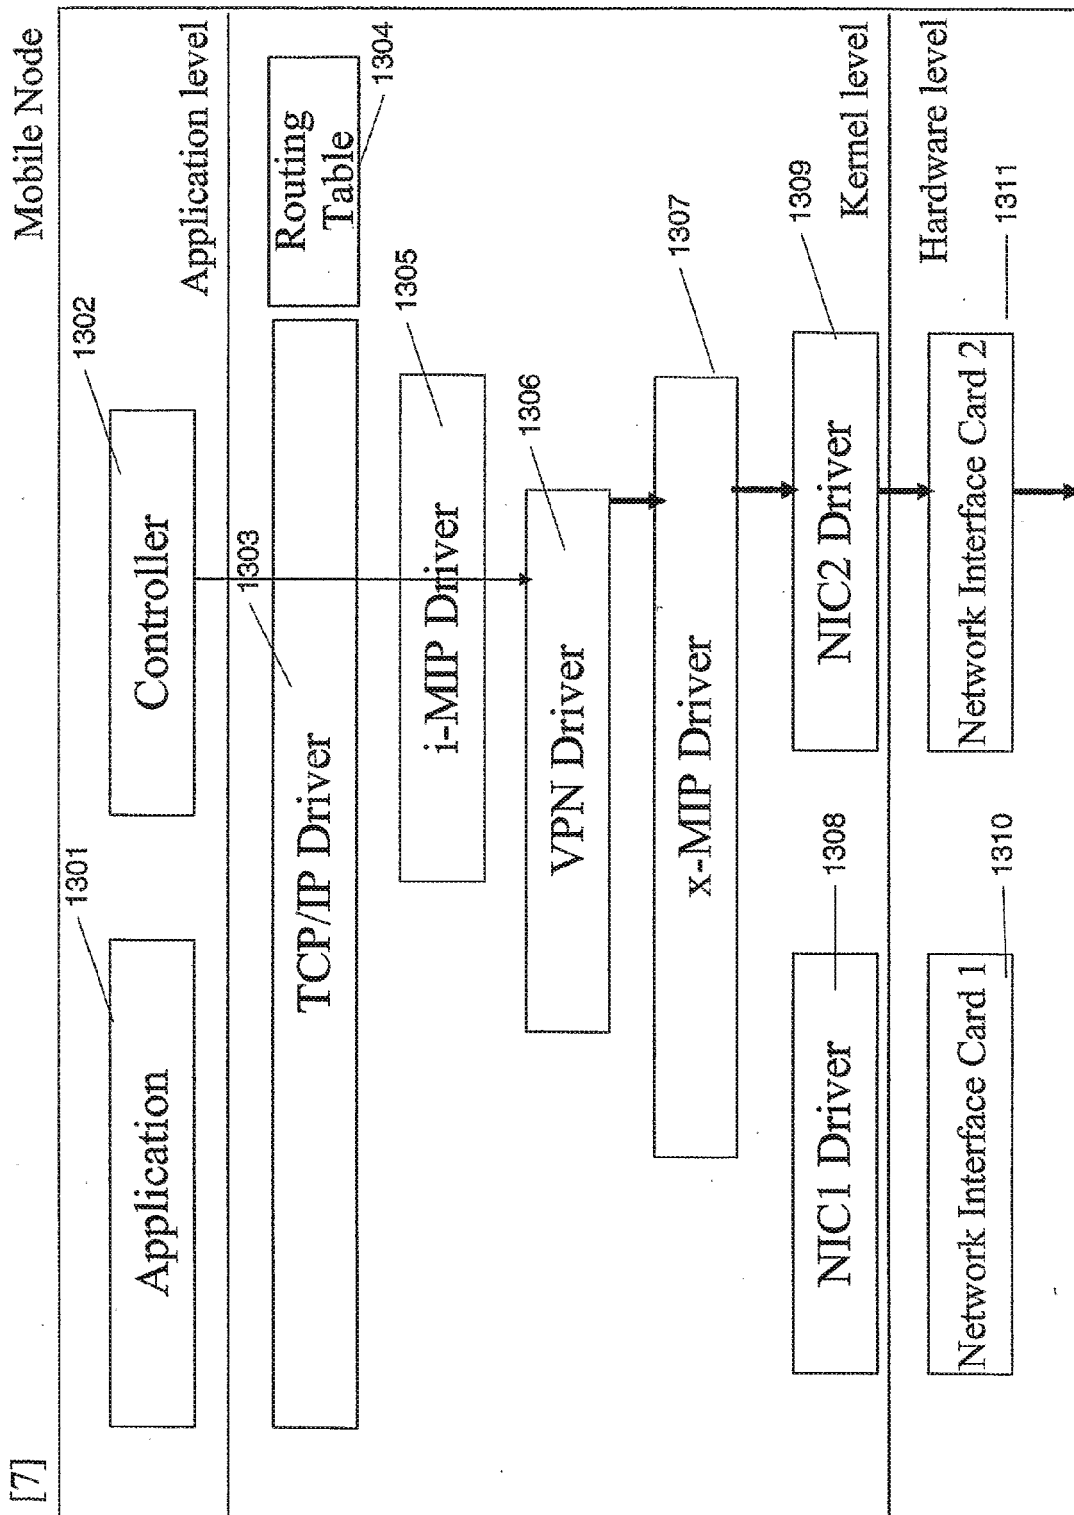 [7]
Mobile Node
1301
1302
Application
Controller
Application level
1303
1304
TCP/IP Driver
Routing
Table
1305
i-MIP Driver
1306
VPN Driver
1307
x-MIP Driver
1308
1309
NIC1 Driver
NIC2 Driver
Kernel level
Hardware level
Network Interface Card 1
Network Interface Card 2
1310
1311